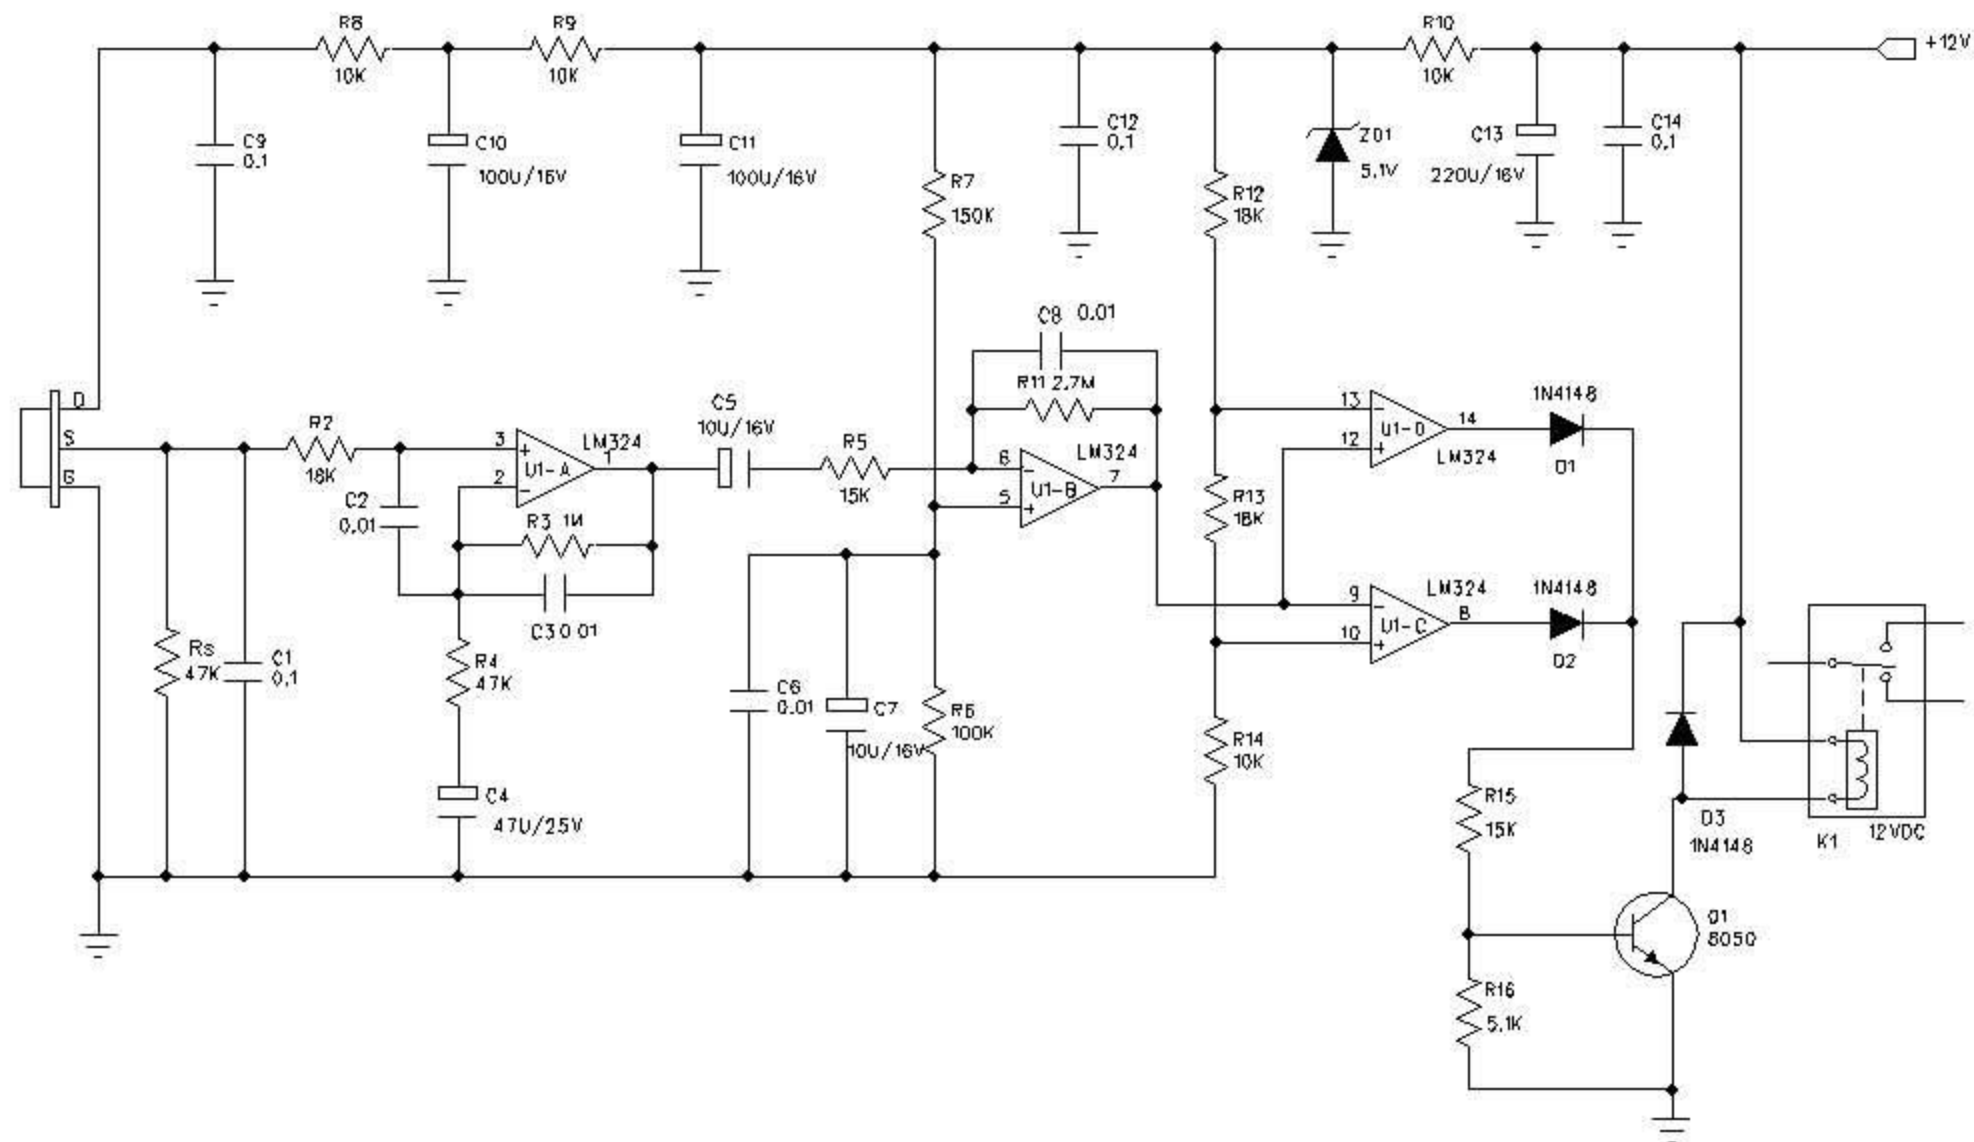 R8
10K
R9
10K
R10
10K
+12V
C9
0.1
C10
100U/16V
C11
100U/16V
C12
0.1
ZD1
5.1V
C13
220U/16V
C14
0.1
R7
150K
R12
18K
C8 0.01
R11 2.7M
D
S
G
R2
18K
3
2
U1-A
LM324
1
C5
10U/16V
R5
15K
6
5
U1-B
LM324
7
13
12
U1-D
14
LM324
1N4148
D1
C2
0.01
R3 1M
C3 0.01
R13
18K
Rs
47K
C1
0.1
R4
47K
C4
47U/25V
C6
0.01
C7
10U/16V
R6
100K
R14
10K
9
10
U1-C
LM324
8
1N4148
D2
R15
15K
D3
1N4148
K1
12VDC
Q1
8050
R16
5.1K